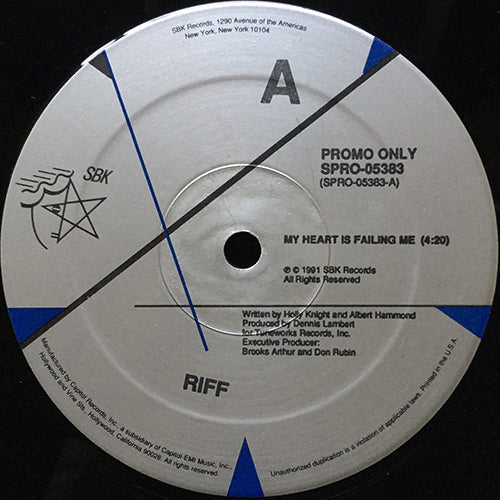 SBK Records, 1290 Avenue of the Americas
New York, New York 10104
A
SBK
PROMO ONLY
SPRO-05383
(SPRO-05383-A)
MY HEART IS FAILING ME (4:20)
℗ © 1991 SBK Records
All Rights Reserved
Written by Holly Knight and Albert Hammond
Produced by Dennis Lambert
for Tuneworks Records, Inc.
Executive Producer:
Brooks Arthur and Don Rubin
RIFF
Manufactured by Capitol Records, Inc., a subsidiary of Capitol-EMI Music, Inc.,
Hollywood and Vine Sts., Hollywood, California
90028. All rights reserved.
Unauthorized duplication is a violation of applicable laws. Printed in the U.S.A.